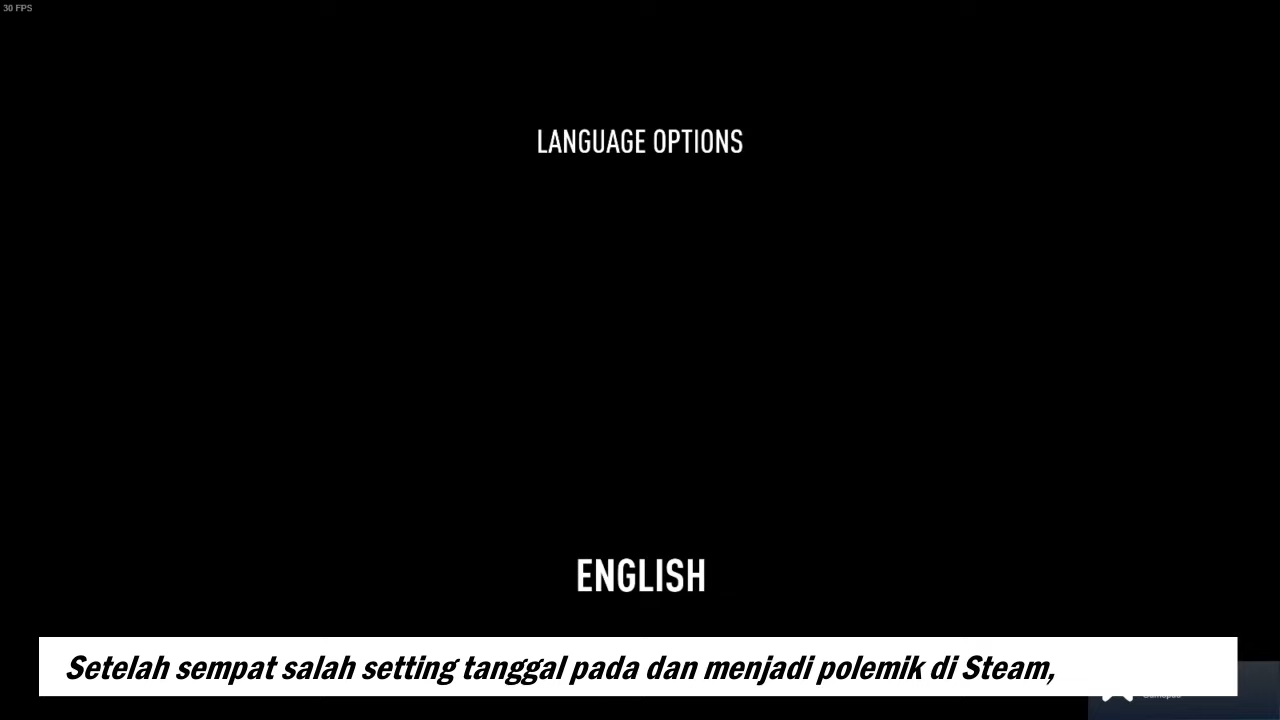 30 FPS
LANGUAGE OPTIONS
ENGLISH
Setelah sempat salah setting tanggal pada dan menjadi polemik di Steam,